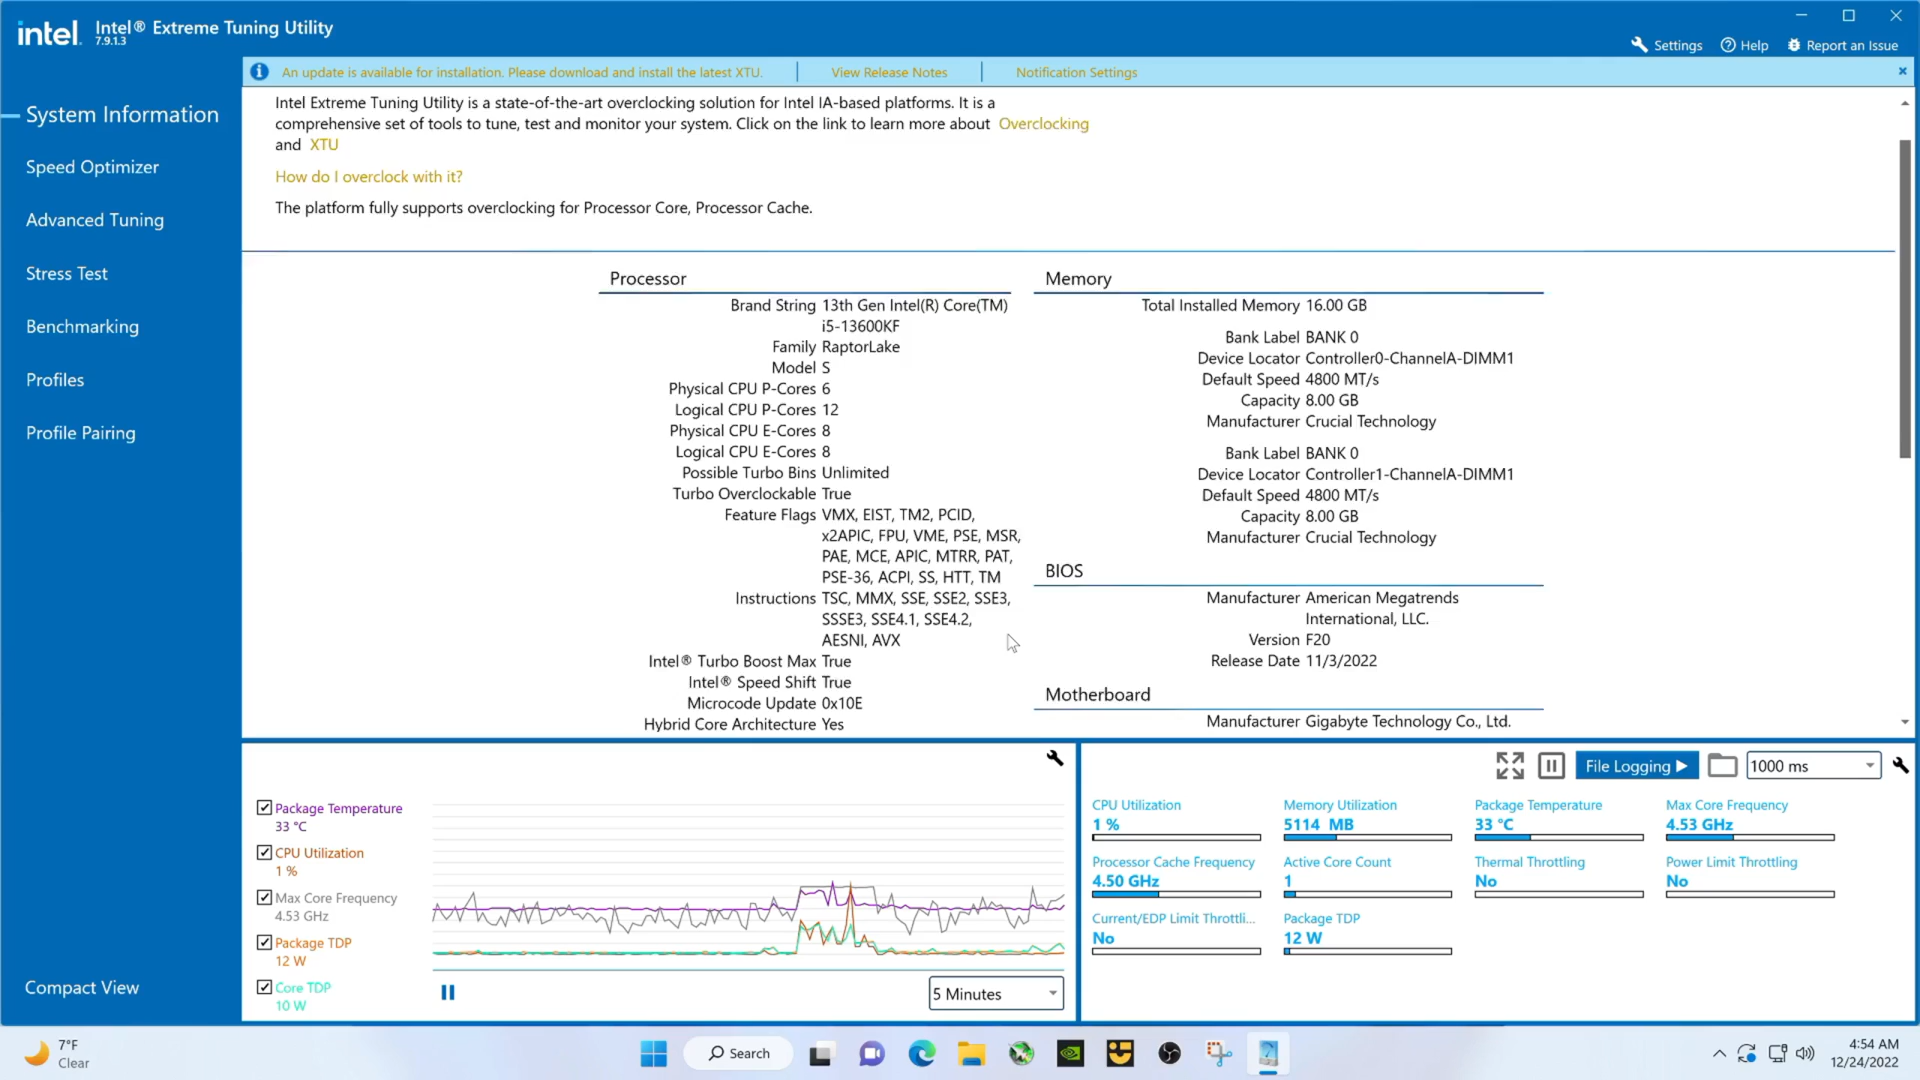 intel.
Intel® Extreme Tuning Utility
7.9.1.3
Settings
Help
Report an Issue
An update is available for installation. Please download and install the latest XTU.
View Release Notes
Notification Settings
System Information
Speed Optimizer
Advanced Tuning
Stress Test
Benchmarking
Profiles
Profile Pairing
Compact View
Intel Extreme Tuning Utility is a state-of-the-art overclocking solution for Intel IA-based platforms. It is a
comprehensive set of tools to tune, test and monitor your system. Click on the link to learn more about Overclocking
and XTU
How do I overclock with it?
The platform fully supports overclocking for Processor Core, Processor Cache.
Processor
Brand String 13th Gen Intel(R) Core(TM)
i5-13600KF
Family RaptorLake
Model S
Physical CPU P-Cores 6
Logical CPU P-Cores 12
Physical CPU E-Cores 8
Logical CPU E-Cores 8
Possible Turbo Bins Unlimited
Turbo Overclockable True
Feature Flags VMX, EIST, TM2, PCID,
x2APIC, FPU, VME, PSE, MSR,
PAE, MCE, APIC, MTRR, PAT,
PSE-36, ACPI, SS, HTT, TM
Instructions TSC, MMX, SSE, SSE2, SSE3,
SSSE3, SSE4.1, SSE4.2,
AESNI, AVX
Intel® Turbo Boost Max True
Intel® Speed Shift True
Microcode Update 0x10E
Hybrid Core Architecture Yes
Memory
Total Installed Memory 16.00 GB
Bank Label BANK 0
Device Locator Controller0-ChannelA-DIMM1
Default Speed 4800 MT/s
Capacity 8.00 GB
Manufacturer Crucial Technology
Bank Label BANK 0
Device Locator Controller1-ChannelA-DIMM1
Default Speed 4800 MT/s
Capacity 8.00 GB
Manufacturer Crucial Technology
BIOS
Manufacturer American Megatrends
International, LLC.
Version F20
Release Date 11/3/2022
Motherboard
Manufacturer Gigabyte Technology Co., Ltd.
Package Temperature
33 °C
CPU Utilization
1 %
Max Core Frequency
4.53 GHz
Package TDP
12 W
Core TDP
10 W
5 Minutes
File Logging
1000 ms
CPU Utilization
1 %
Memory Utilization
5114 MB
Package Temperature
33 °C
Max Core Frequency
4.53 GHz
Processor Cache Frequency
4.50 GHz
Active Core Count
1
Thermal Throttling
No
Power Limit Throttling
No
Current/EDP Limit Throttli...
No
Package TDP
12 W
7°F
Clear
Search
4:54 AM
12/24/2022